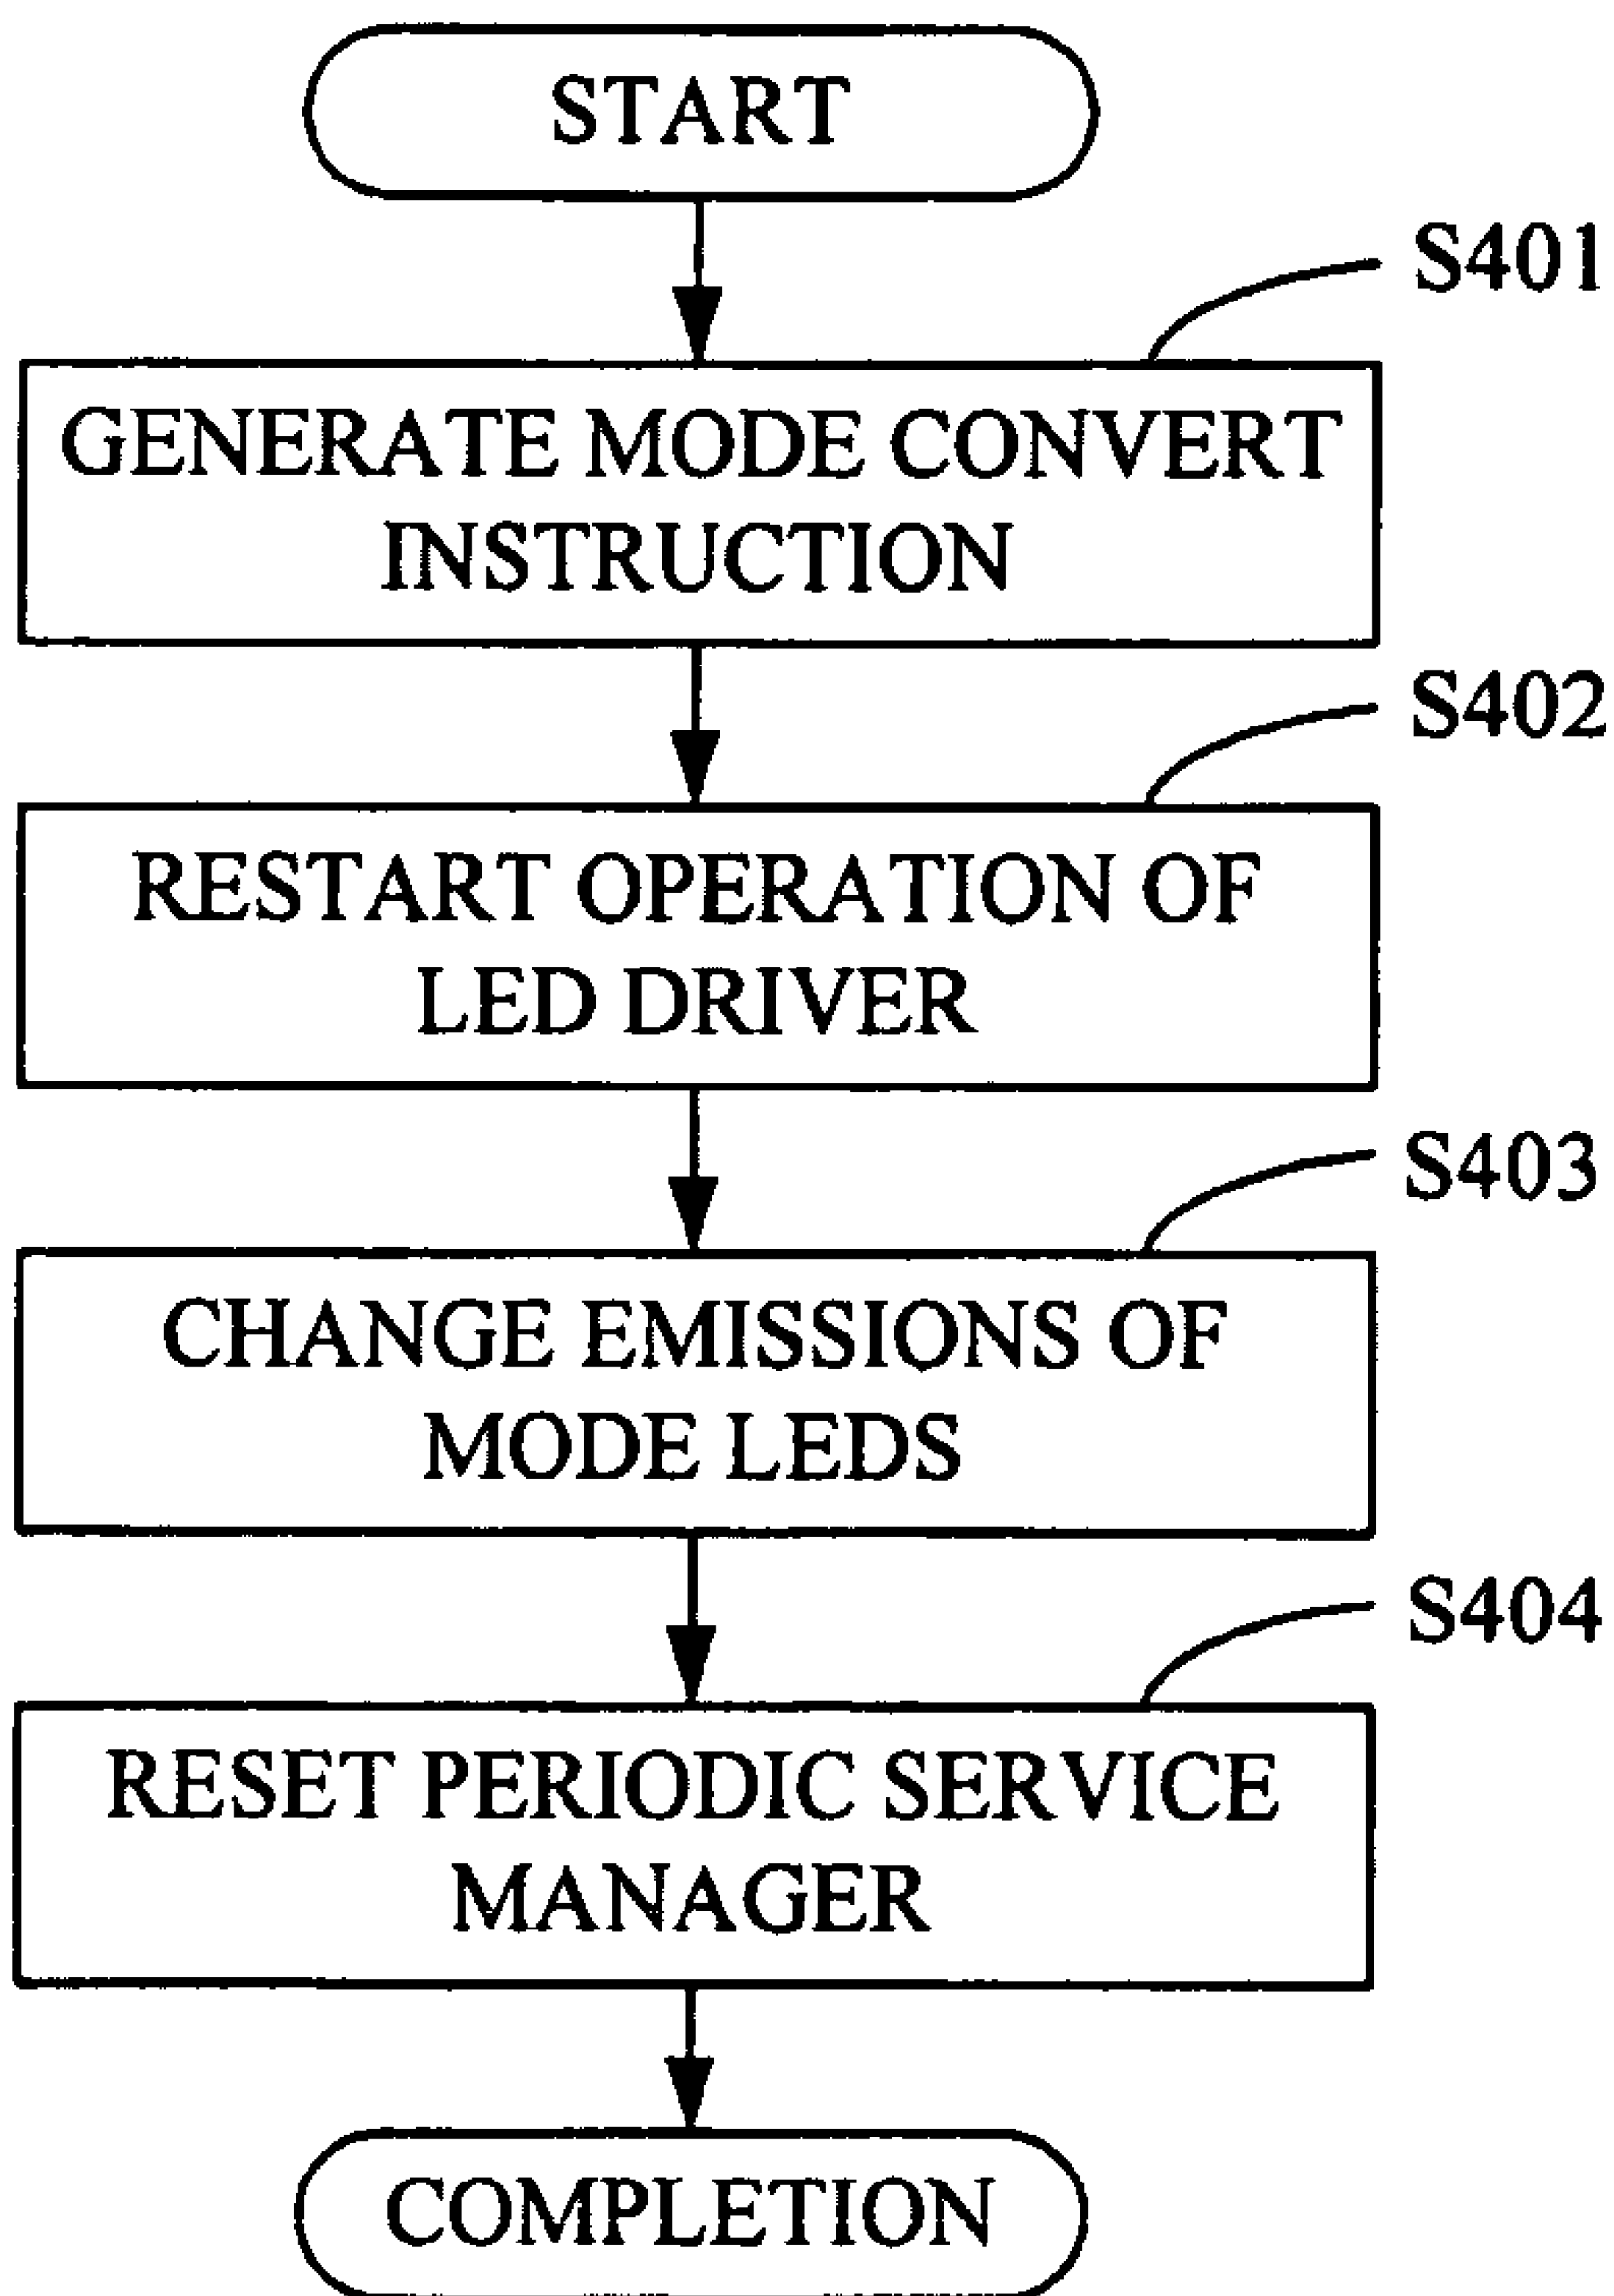 START
S401
GENERATE MODE CONVERT
INSTRUCTION
S402
RESTART OPERATION OF
LED DRIVER
S403
CHANGE EMISSIONS OF
MODE LEDS
S404
RESET PERIODIC SERVICE
MANAGER
COMPLETION